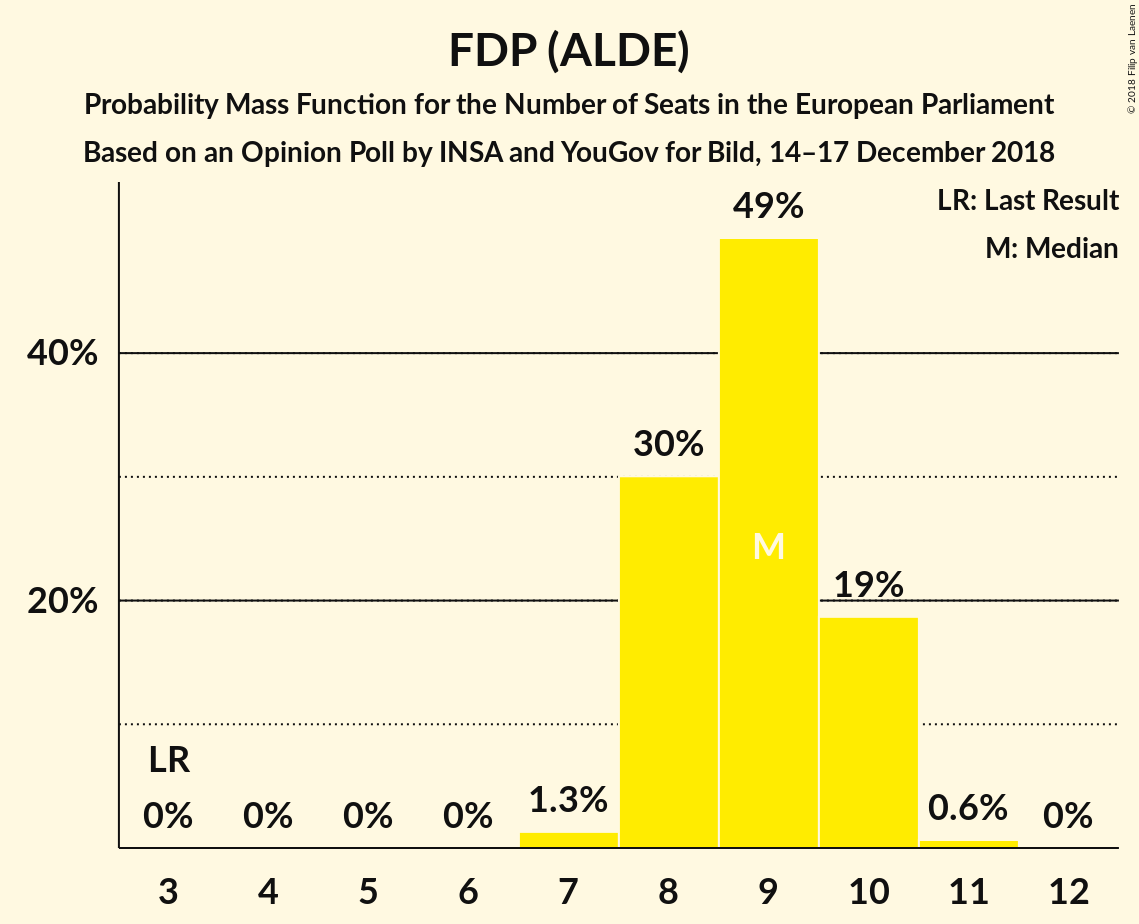 FDP (ALDE)
Probability Mass Function for the Number of Seats in the European Parliament
Based on an Opinion Poll by INSA and YouGov for Bild, 14–17 December 2018
© 2018 Filip van Laenen
LR: Last Result
M: Median
49%
40%
30%
M
19%
20%
LR
0%
0%
0%
0%
1.3%
0.6%
0%
3
4
5
6
7
8
9
10
11
12